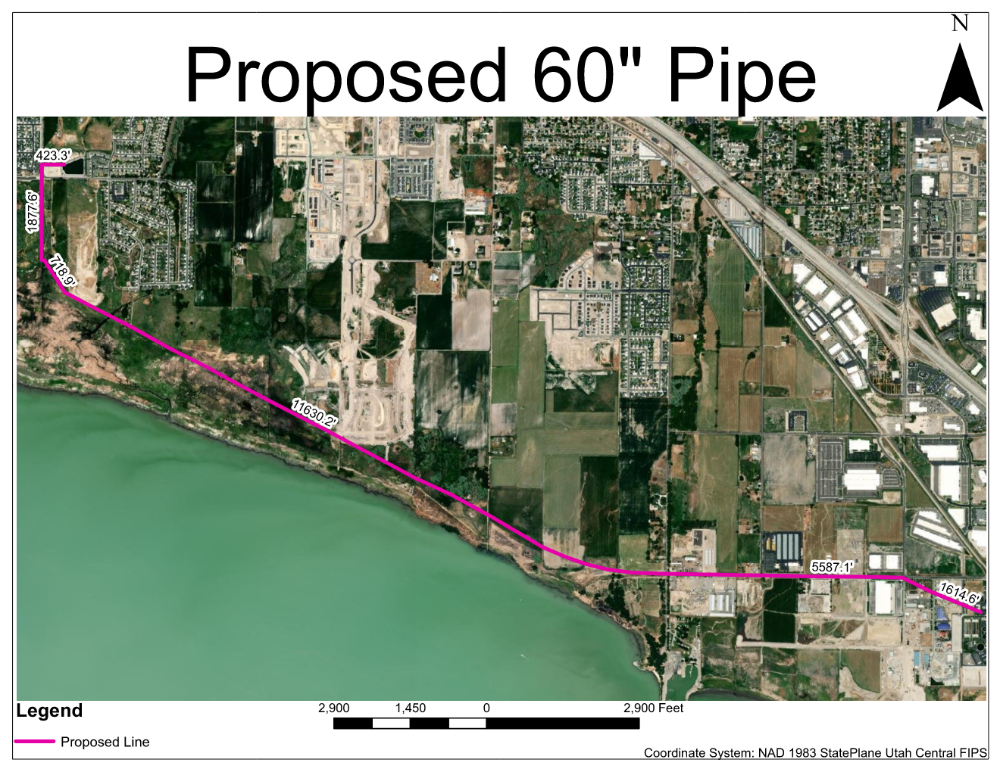 N
Proposed 60" Pipe
423.3'
1877.6'
718.9'
11630.2'
5587.1'
1614.6'
Legend
Proposed Line
2,900 1,450 0 2,900 Feet
Coordinate System: NAD 1983 StatePlane Utah Central FIPS